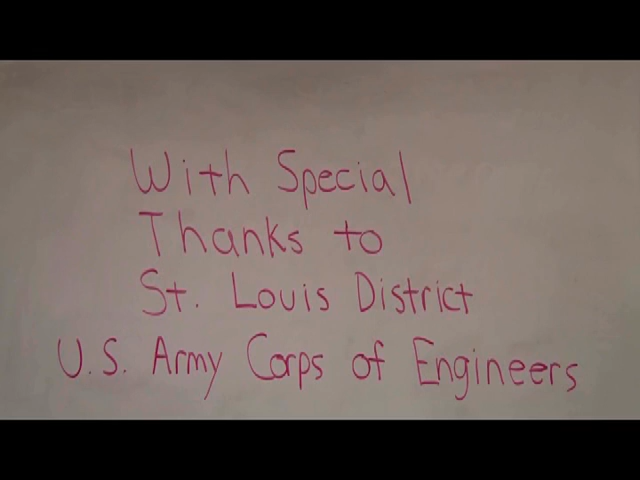 With Special
Thanks to
St. Louis District
U.S. Army Corps of Engineers